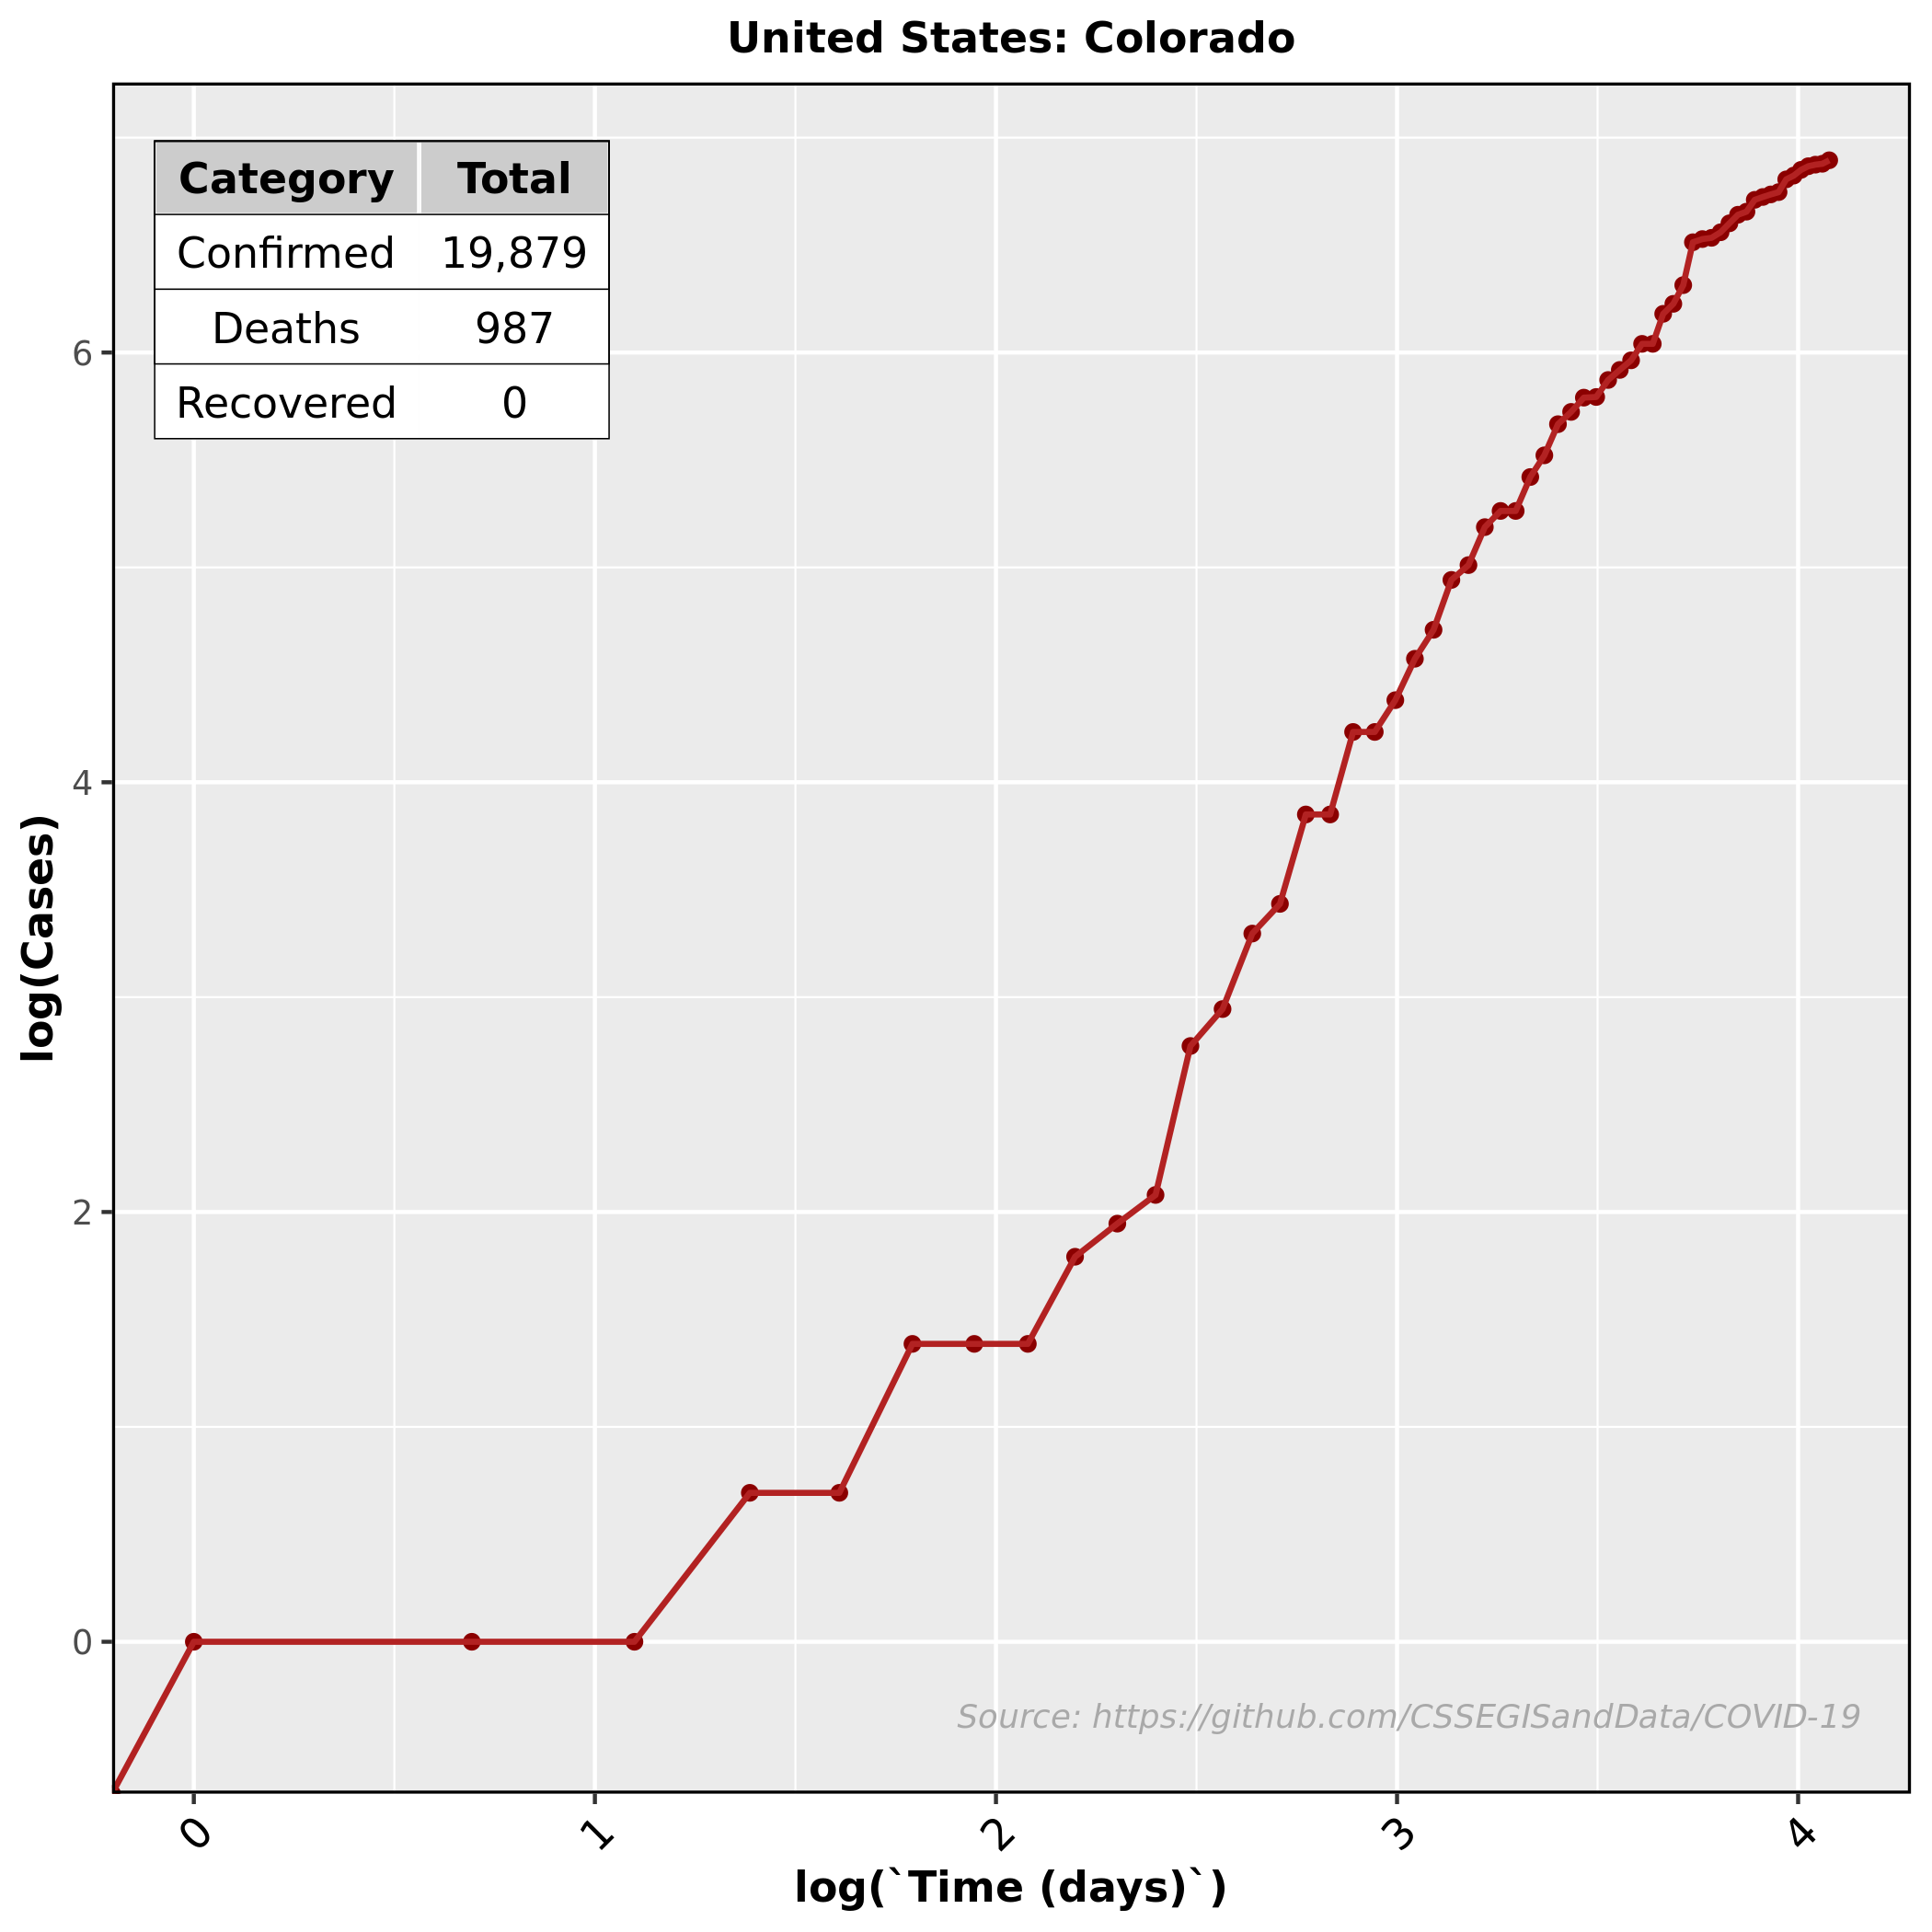 United States: Colorado
Category Total
Confirmed 19,879
Deaths 987
Recovered 0
6
4
2
0
log(Cases)
Source: https://github.com/CSSEGISandData/COVID-19
0 1 2 3 4
log(`Time (days)`)